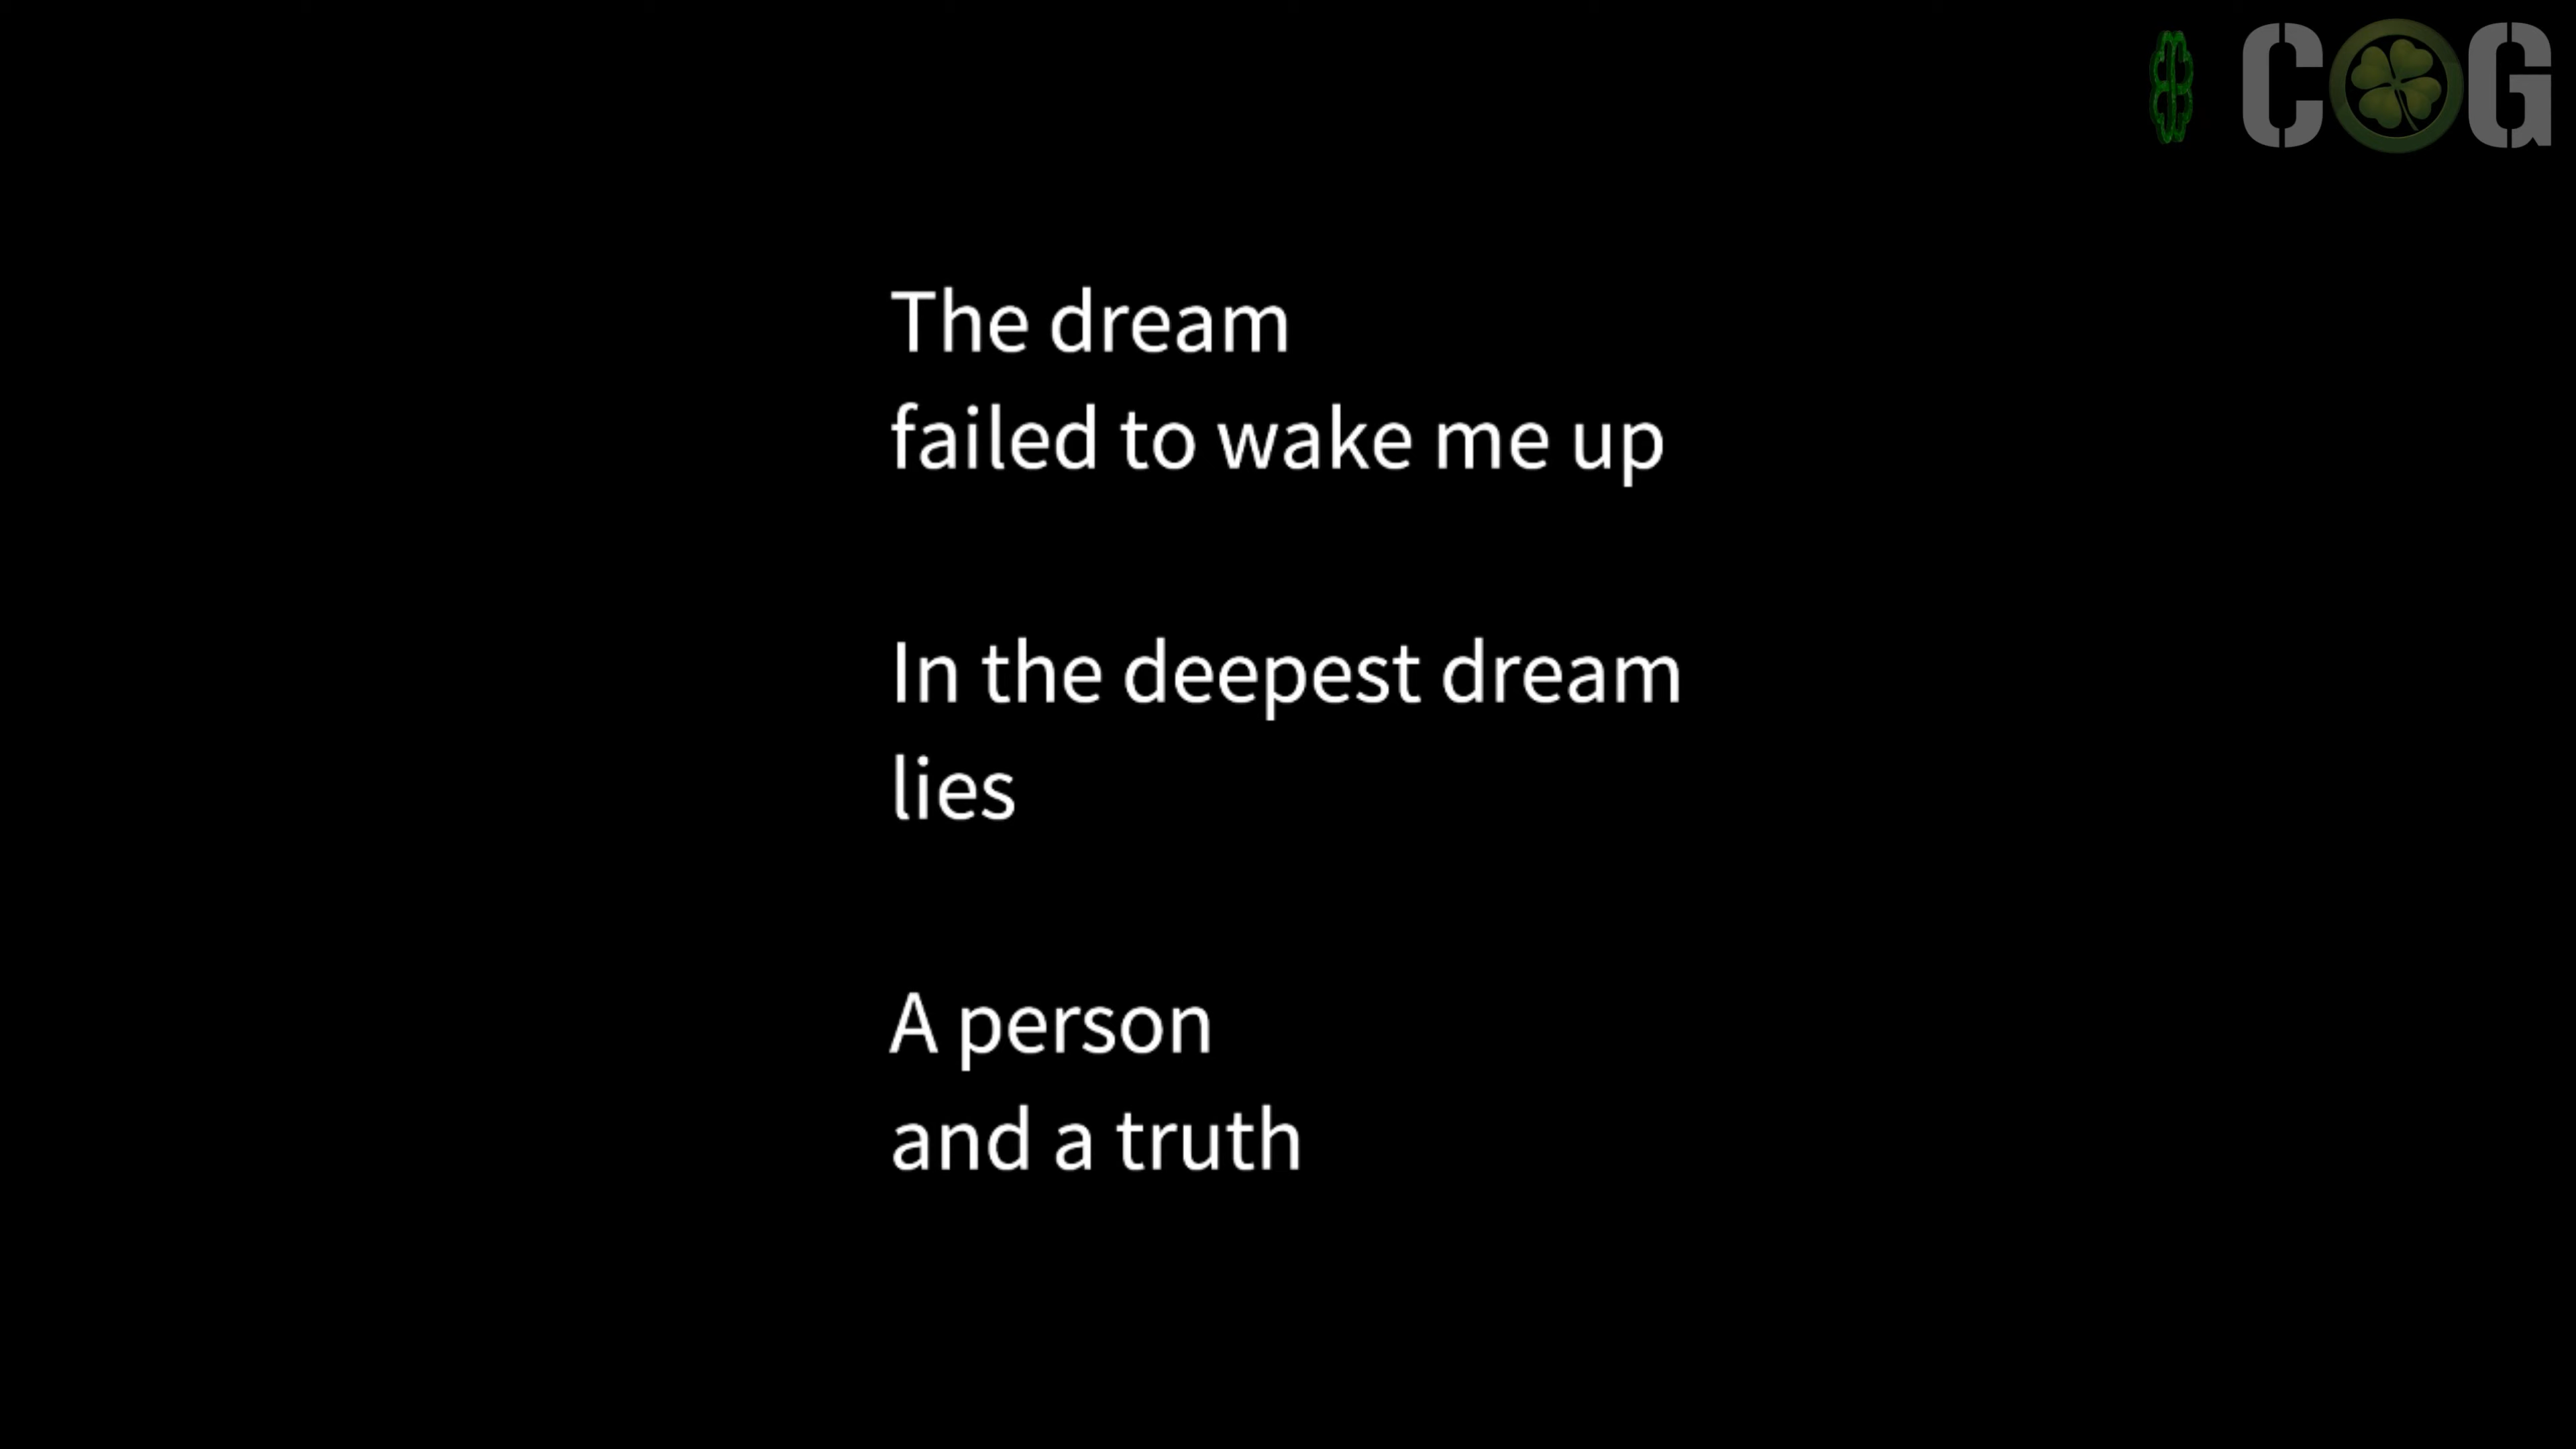 COG
The dream
failed to wake me up
In the deepest dream
lies
A person
and a truth